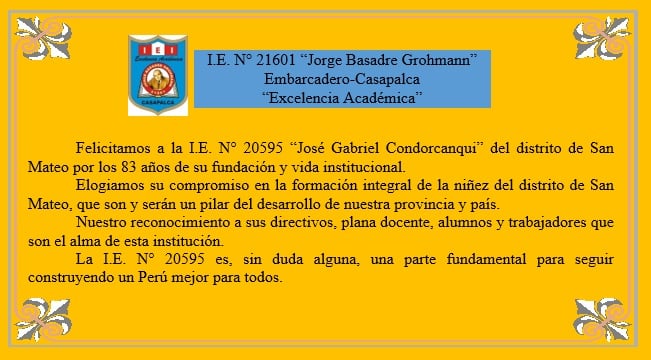 I E I
Excelencia Académica
CASAPALCA
I.E. N° 21601 “Jorge Basadre Grohmann”
Embarcadero-Casapalca
“Excelencia Académica”
Felicitamos a la I.E. N° 20595 “José Gabriel Condorcanqui” del distrito de San
Mateo por los 83 años de su fundación y vida institucional.
Elogiamos su compromiso en la formación integral de la niñez del distrito de San
Mateo, que son y serán un pilar del desarrollo de nuestra provincia y país.
Nuestro reconocimiento a sus directivos, plana docente, alumnos y trabajadores que
son el alma de esta institución.
La I.E. N° 20595 es, sin duda alguna, una parte fundamental para seguir
construyendo un Perú mejor para todos.